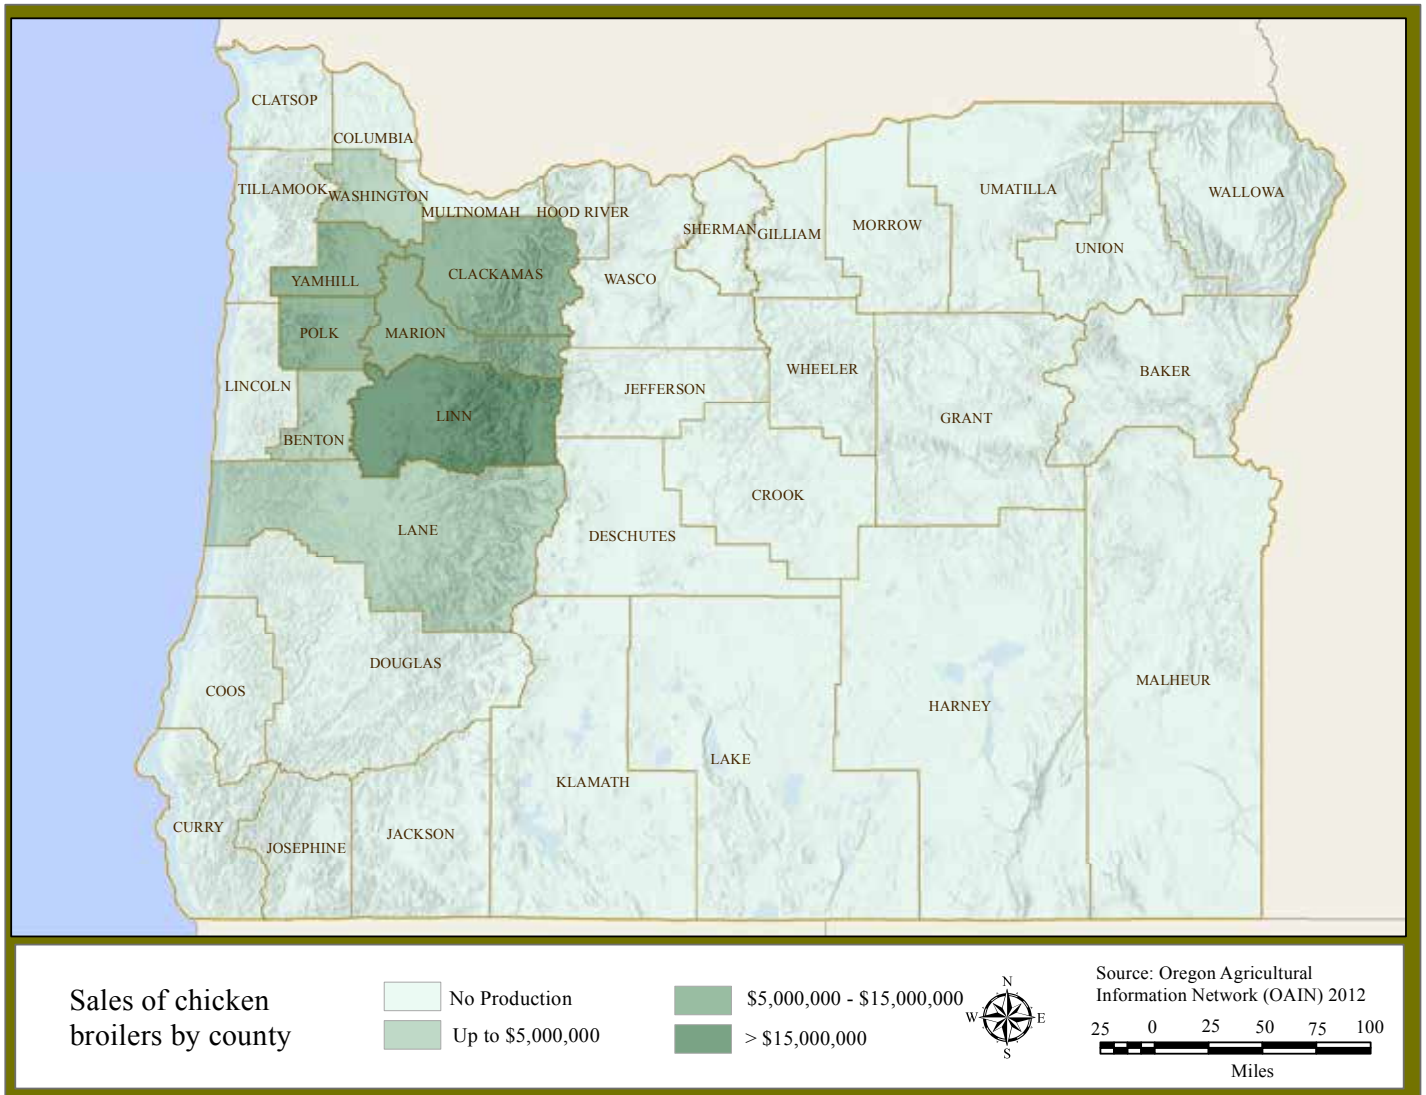 CLATSOP
COLUMBIA
TILLAMOOK
WASHINGTON
MULTNOMAH
HOOD RIVER
SHERMAN
GILLIAM
MORROW
UMATILLA
WALLOWA
UNION
YAMHILL
CLACKAMAS
WASCO
POLK
MARION
WHEELER
BAKER
LINCOLN
JEFFERSON
LINN
GRANT
BENTON
CROOK
LANE
DESCHUTES
DOUGLAS
COOS
MALHEUR
HARNEY
LAKE
KLAMATH
CURRY
JACKSON
JOSEPHINE
Sales of chicken
broilers by county
No Production
Up to $5,000,000
$5,000,000 - $15,000,000
> $15,000,000
N
W E
S
Source: Oregon Agricultural
Information Network (OAIN) 2012
25 0 25 50 75 100
Miles